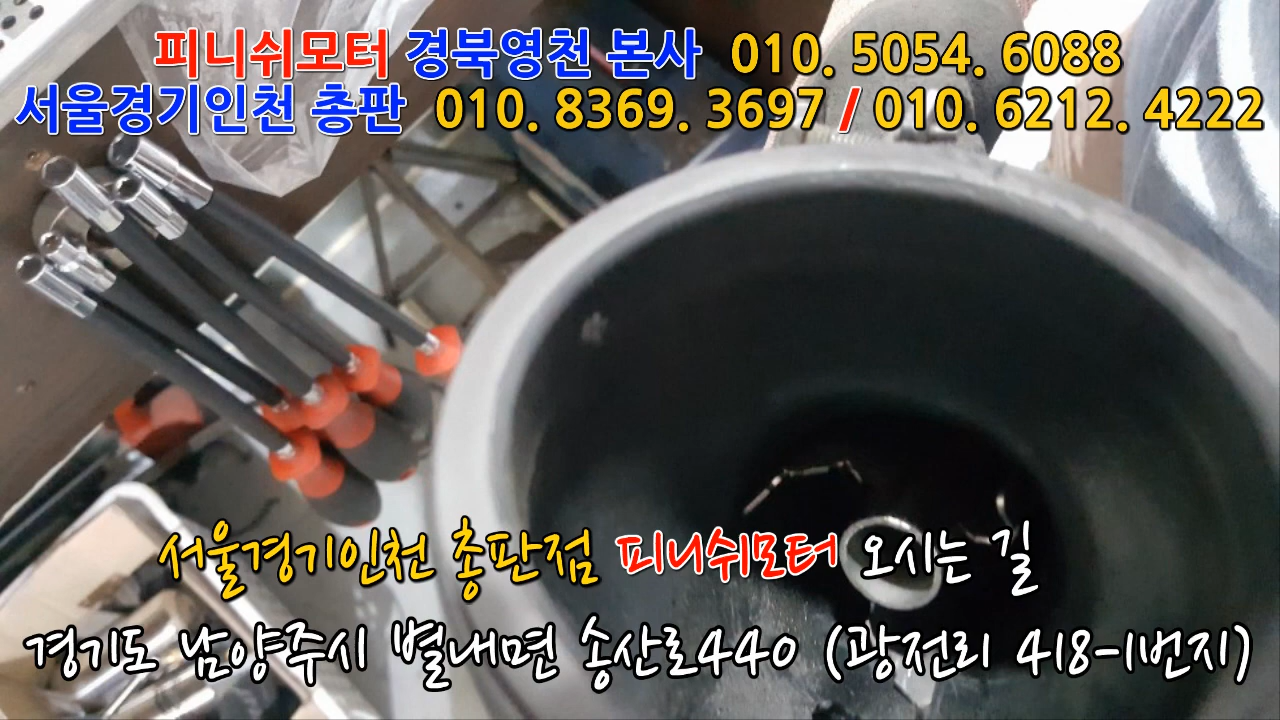 피니쉬모터 경북영천 본사 010. 5054. 6088
서울경기인천 총판 010. 8369. 3697 / 010. 6212. 4222
서울경기인천 총판점 피니쉬모터 오시는 길
경기도 남양주시 별내면 송산로440 (광전리 418-1번지)